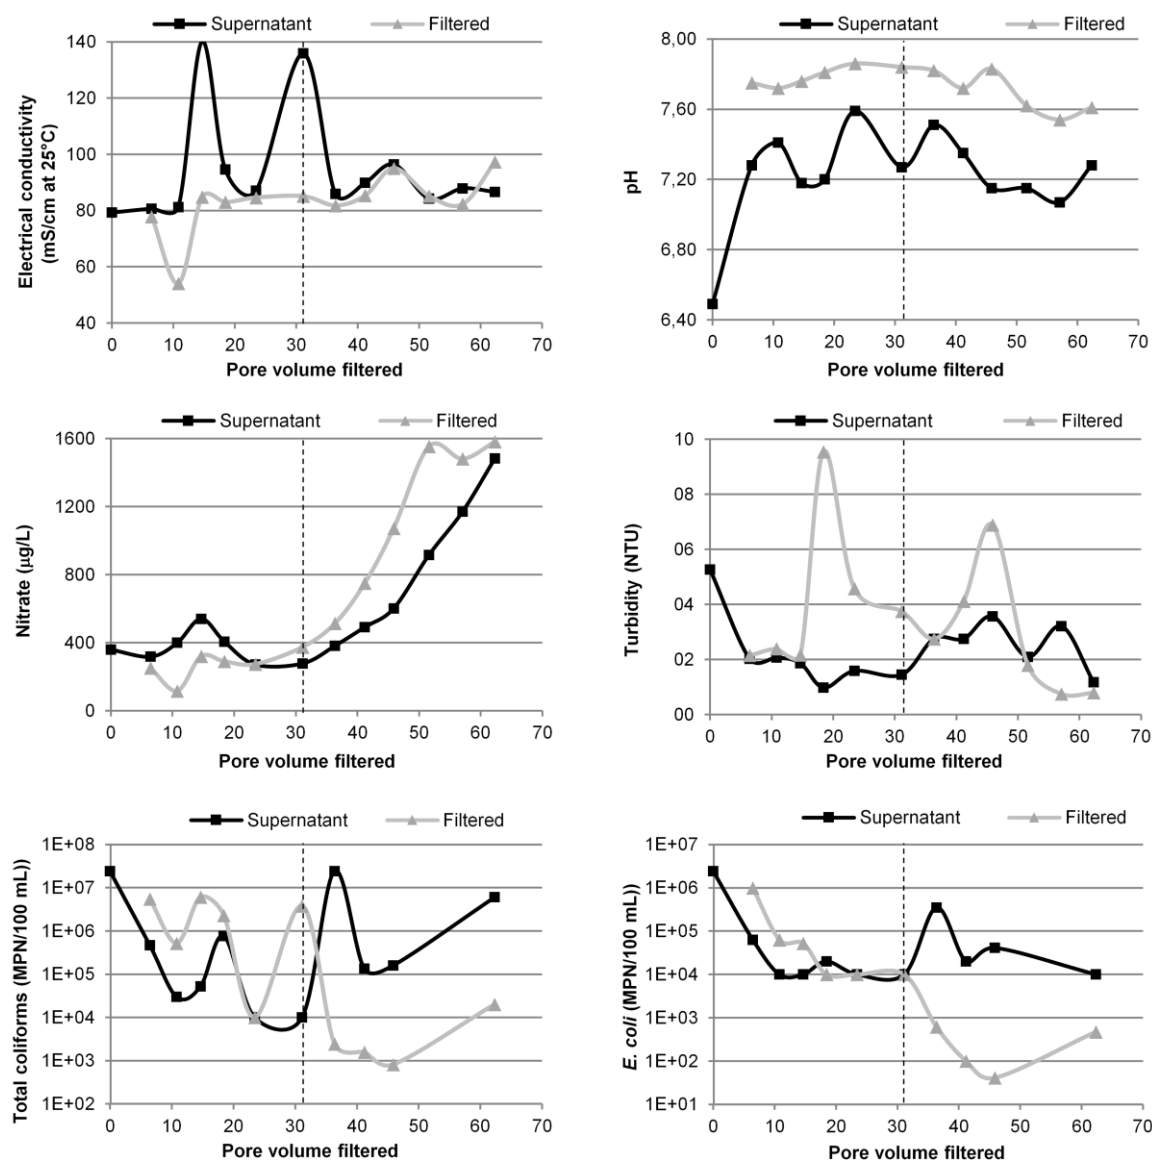 Supernatant Filtered
140
120
100
80
60
40
Electrical conductivity
(mS/cm at 25°C)
0 10 20 30 40 50 60 70
Pore volume filtered
Supernatant Filtered
8,00
7,60
7,20
6,80
6,40
pH
0 10 20 30 40 50 60 70
Pore volume filtered
Supernatant Filtered
1600
1200
800
400
0
Nitrate (µg/L)
0 10 20 30 40 50 60 70
Pore volume filtered
Supernatant Filtered
10
08
06
04
02
00
Turbidity (NTU)
0 10 20 30 40 50 60 70
Pore volume filtered
Supernatant Filtered
1E+08
1E+07
1E+06
1E+05
1E+04
1E+03
1E+02
Total coliforms (MPN/100 mL))
0 10 20 30 40 50 60 70
Pore volume filtered
Supernatant Filtered
1E+07
1E+06
1E+05
1E+04
1E+03
1E+02
1E+01
E. coli (MPN/100 mL))
0 10 20 30 40 50 60 70
Pore volume filtered